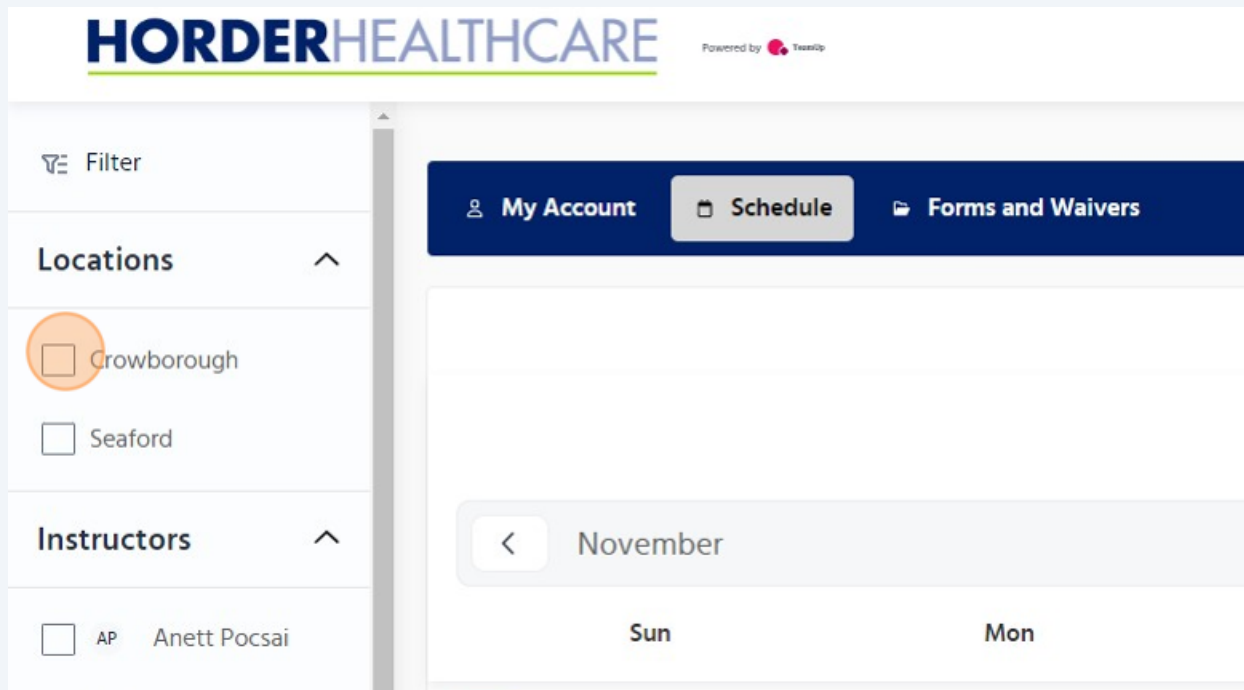 HORDERHEALTHCARE
Powered by TeamUp
Filter
My Account Schedule Forms and Waivers
Locations
Crowborough
Seaford
Instructors
November
AP Anett Pocsai
Sun Mon